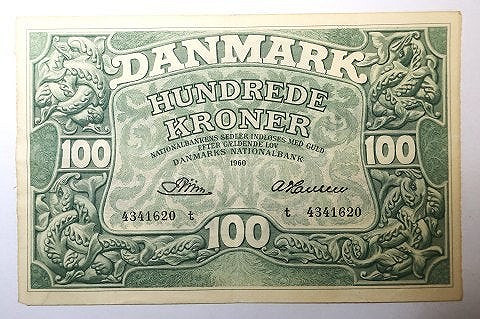 DANMARK
HUNDREDE
KRONER
NATIONALBANKENS SEDLER INDLØSES MED GULD
EFTER GÆLDENDE LOV
DANMARKS NATIONALBANK
1960
100 100
4341620 t t 4341620
100